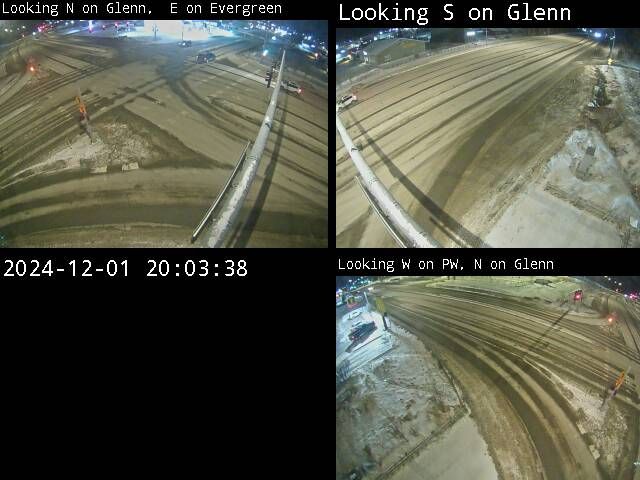 Looking N on Glenn,  E on Evergreen
Looking S on Glenn
2024-12-01 20:03:38
Looking W on PW, N on Glenn